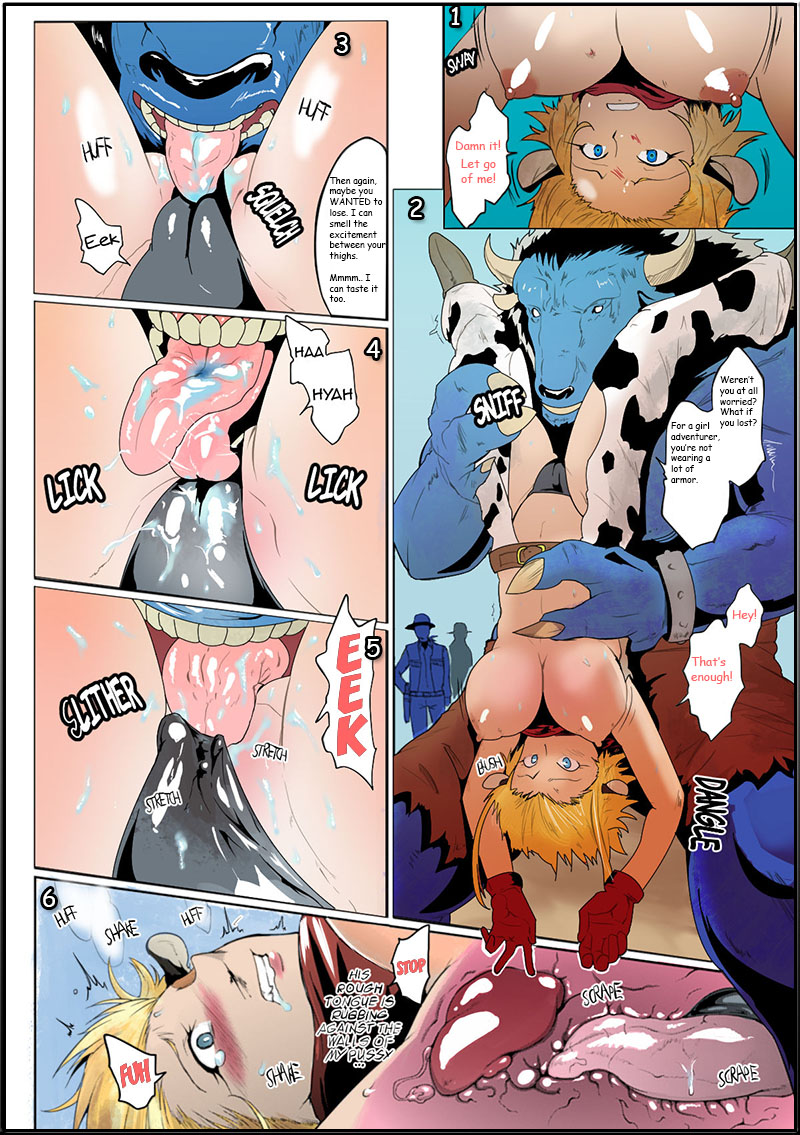 1
SWAY
Damn it!
Let go
of me!
2
SNIFF
Weren't
you at all
worried?
What if
you lost?
For a girl
adventurer,
you're not
wearing a
lot of
armor.
Hey!
That's
enough!
BLUSH
DANGLE
3
HUFF
HUFF
Eek
SQUELCH
Then again,
maybe you
WANTED to
lose. I can
smell the
excitement
between your
thighs.
Mmmm.. I
can taste it
too.
4
HAA
HYAH
LICK
LICK
5
EEK
SLITHER
STRETCH
STRETCH
6
HUFF
SHAKE
HUFF
STOP
HIS
ROUGH
TONGUE IS
RUBBING
AGAINST THE
WALLS OF
MY PUSSY
...
FUH
SHAKE
SHAKE
SCRAPE
SCRAPE